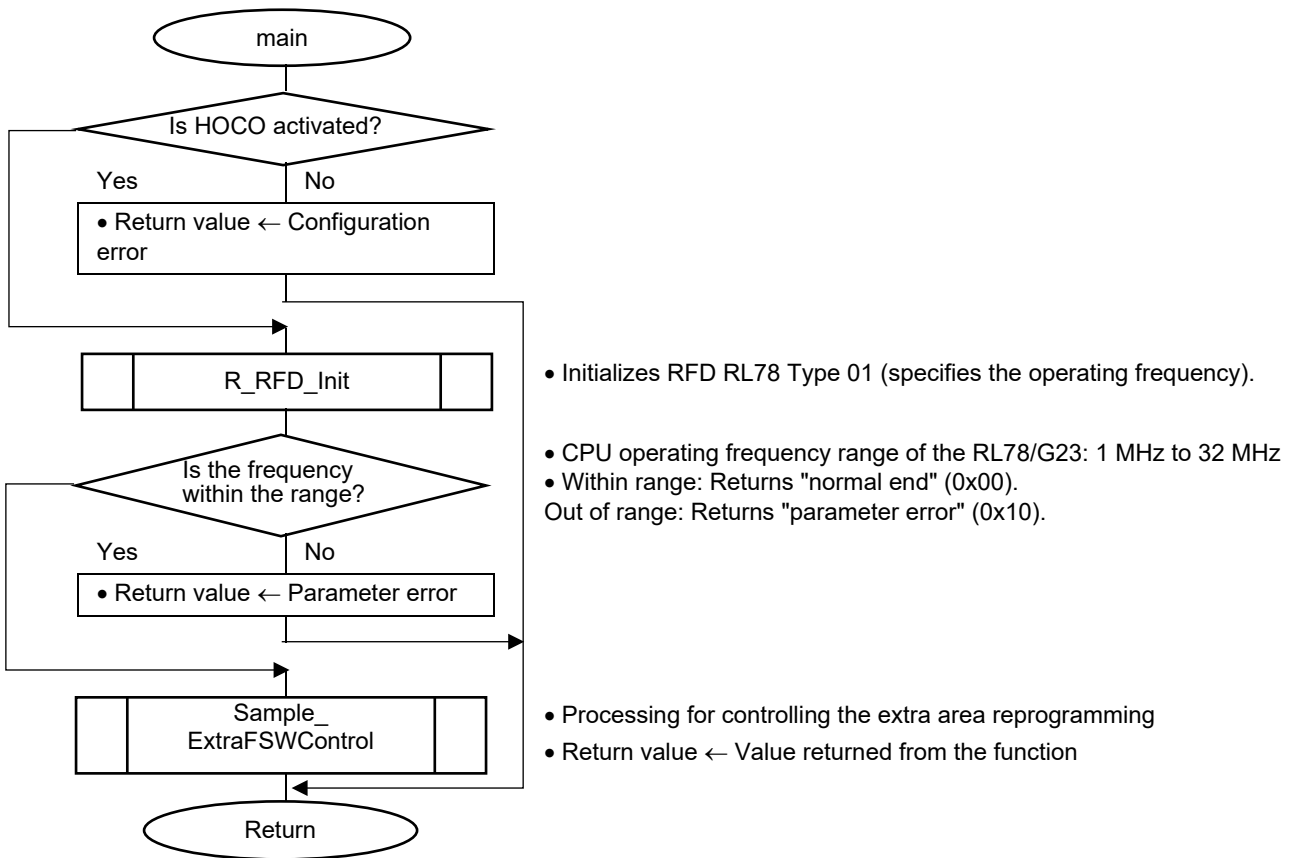 main
Is HOCO activated?
Yes
No
• Return value ← Configuration
error
R_RFD_Init
• Initializes RFD RL78 Type 01 (specifies the operating frequency).
Is the frequency
within the range?
• CPU operating frequency range of the RL78/G23: 1 MHz to 32 MHz
• Within range: Returns "normal end" (0x00).
Out of range: Returns "parameter error" (0x10).
Yes
No
• Return value ← Parameter error
Sample_
ExtraFSWControl
• Processing for controlling the extra area reprogramming
• Return value ← Value returned from the function
Return